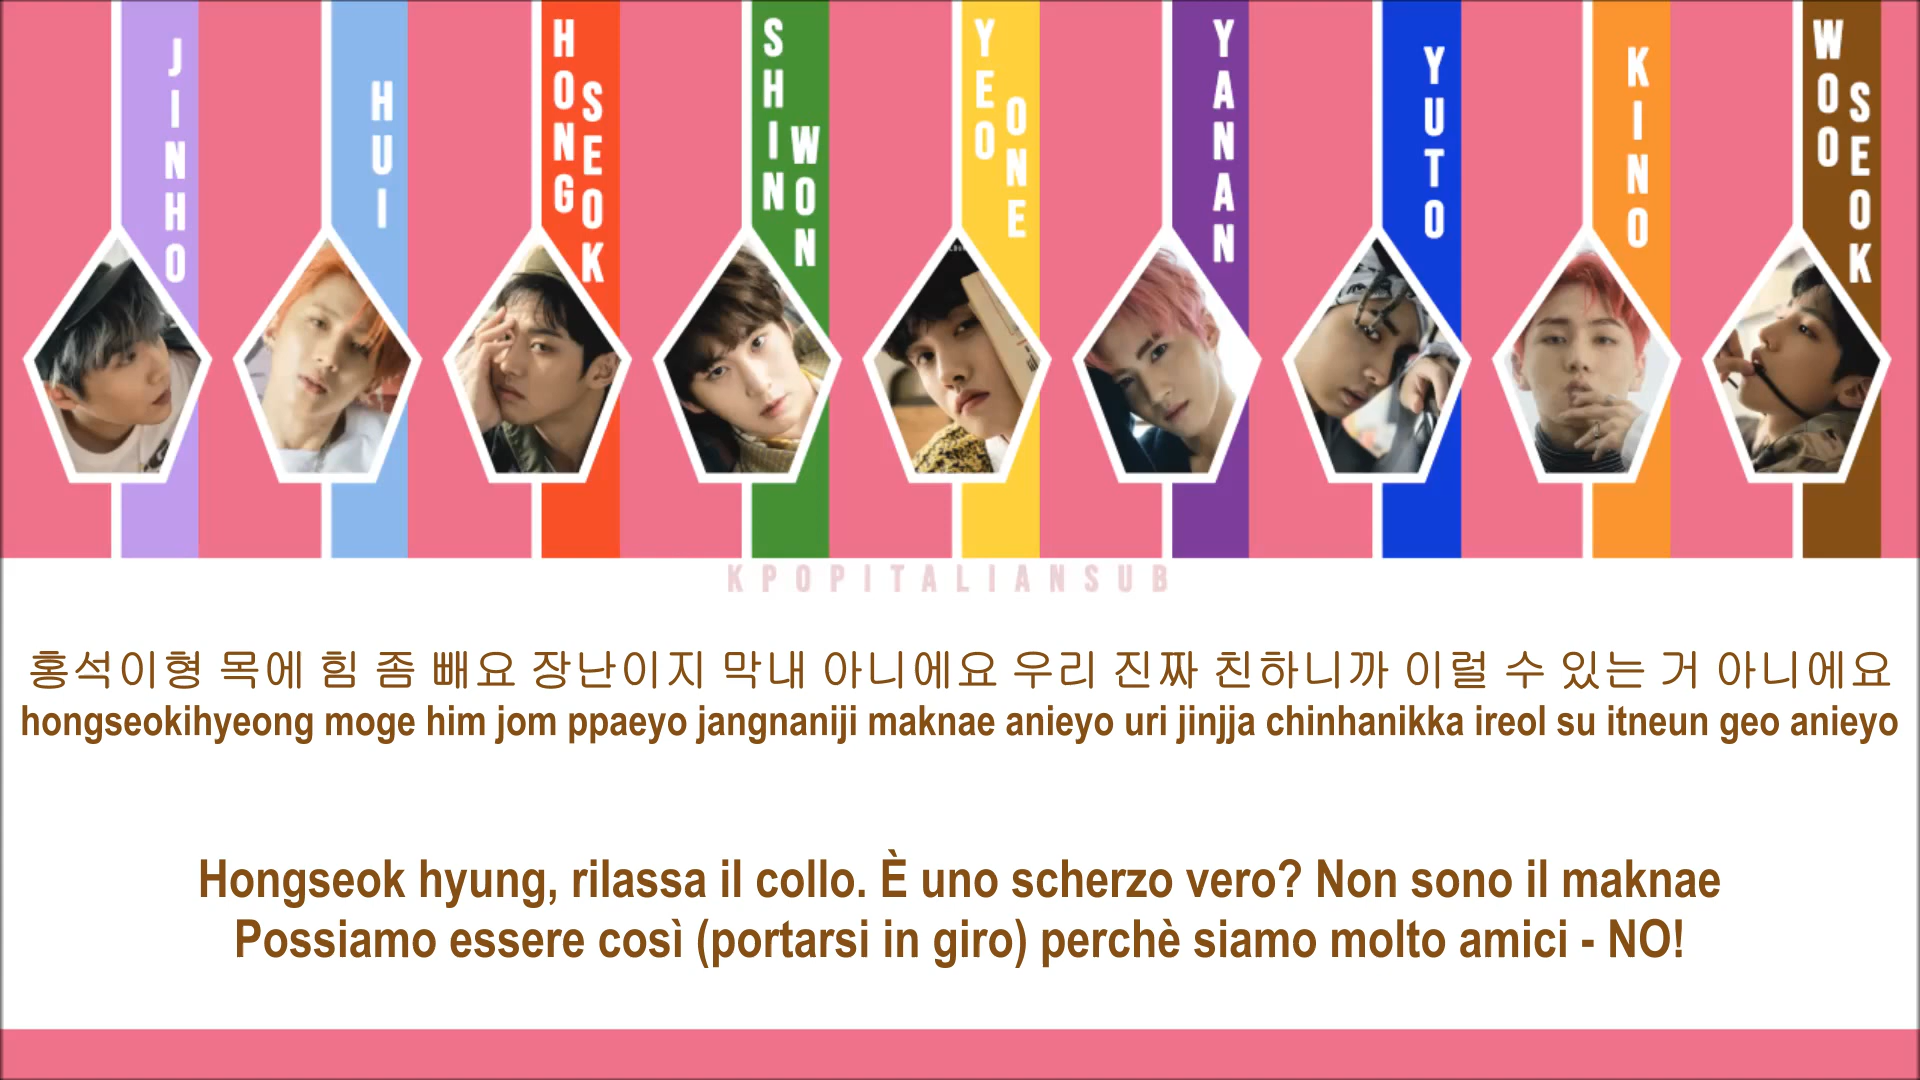 JINHO
HUI
HONG
SEOK
SHIN
WON
YEO
ONE
YANAN
YUTO
KINO
WOO
SEOK
KPOPITALIANSUB
홍석이형 목에 힘 좀 빼요 장난이지 막내 아니에요 우리 진짜 친하니까 이럴 수 있는 거 아니에요
hongseokihyeong moge him jom ppaeyo jangnaniji maknae anieyo uri jinjja chinhanikka ireol su itneun geo anieyo
Hongseok hyung, rilassa il collo. È uno scherzo vero? Non sono il maknae
Possiamo essere così (portarsi in giro) perchè siamo molto amici - NO!